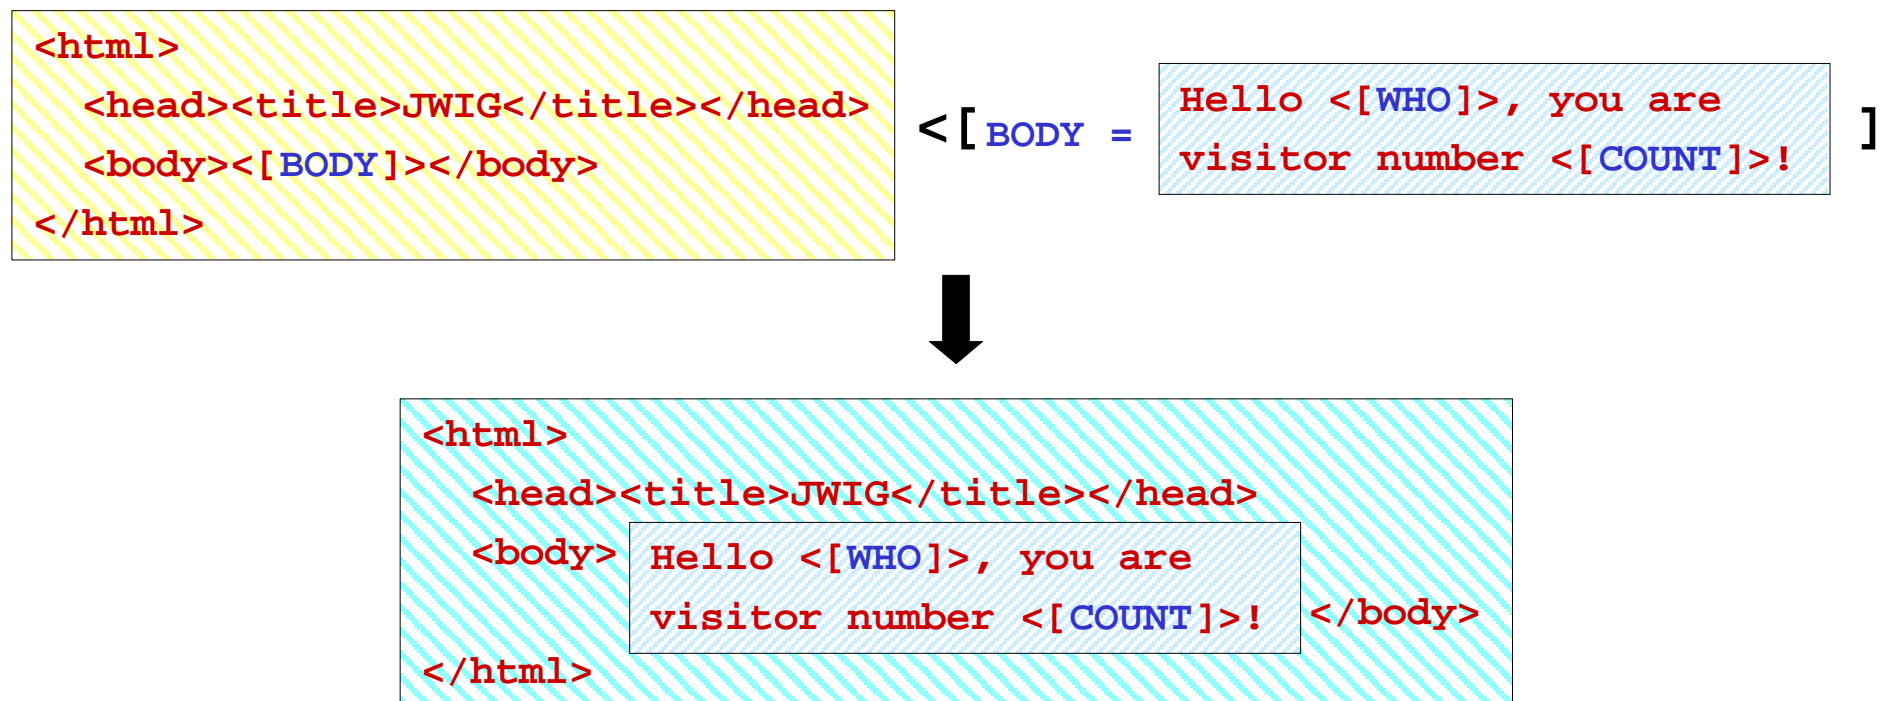 <html>
<head><title>JWIG</title></head>
<body><[BODY]></body>
</html>
<[ BODY =
Hello <[WHO]>, you are
visitor number <[COUNT]>!
]
<html>
<head><title>JWIG</title></head>
<body>
Hello <[WHO]>, you are
visitor number <[COUNT]>!
</body>
</html>